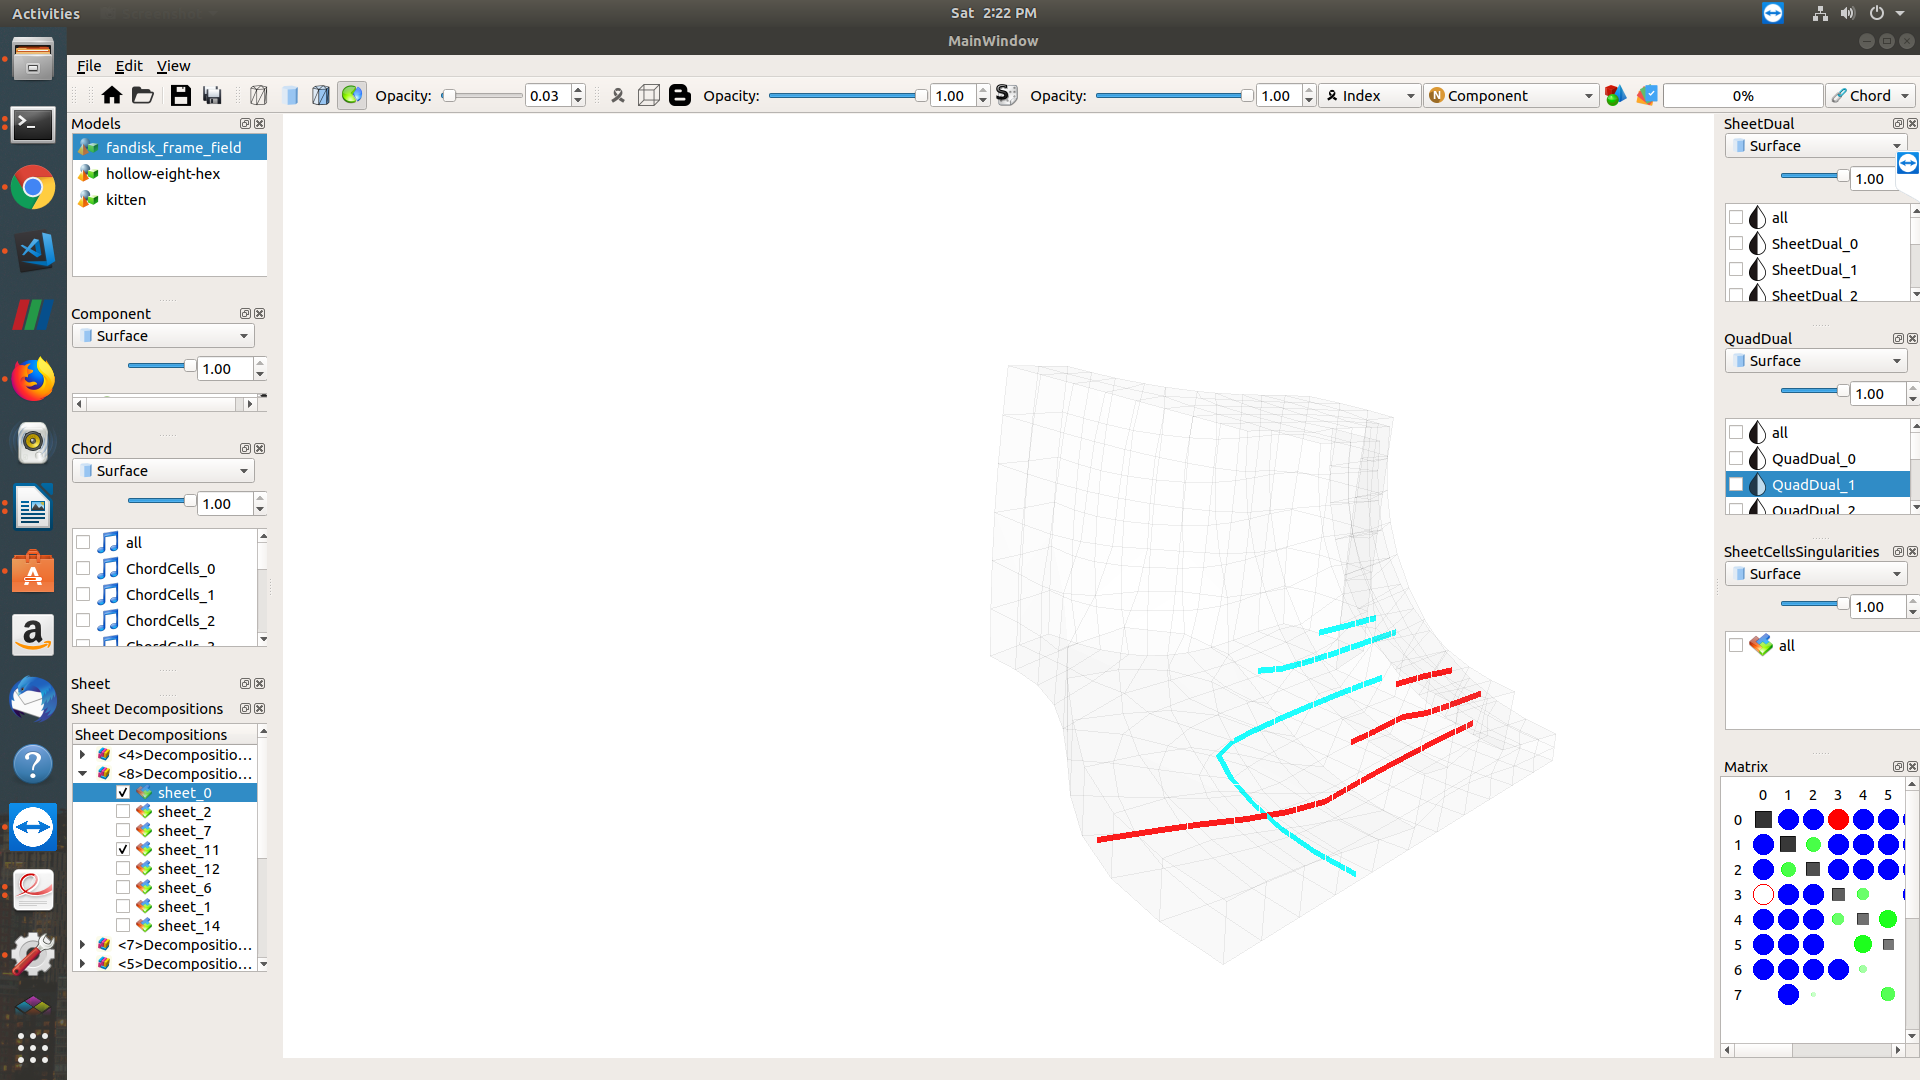 Activities
Sat 2:22 PM
MainWindow
File Edit View
Opacity: 0.03 Opacity: 1.00 Opacity: 1.00 Index Component 0% Chord
Models
fandisk_frame_field
hollow-eight-hex
kitten
Component
Surface
1.00
Chord
Surface
1.00
all
ChordCells_0
ChordCells_1
ChordCells_2
Sheet
Sheet Decompositions
Sheet Decompositions
<4>Decompositio...
<8>Decompositio...
sheet_0
sheet_2
sheet_7
sheet_11
sheet_12
sheet_6
sheet_1
sheet_14
<7>Decompositio...
<5>Decompositio...
SheetDual
Surface
1.00
all
SheetDual_0
SheetDual_1
SheetDual_2
QuadDual
Surface
1.00
all
QuadDual_0
QuadDual_1
QuadDual_2
SheetCellsSingularities
Surface
1.00
all
Matrix
0 1 2 3 4 5
0
1
2
3
4
5
6
7